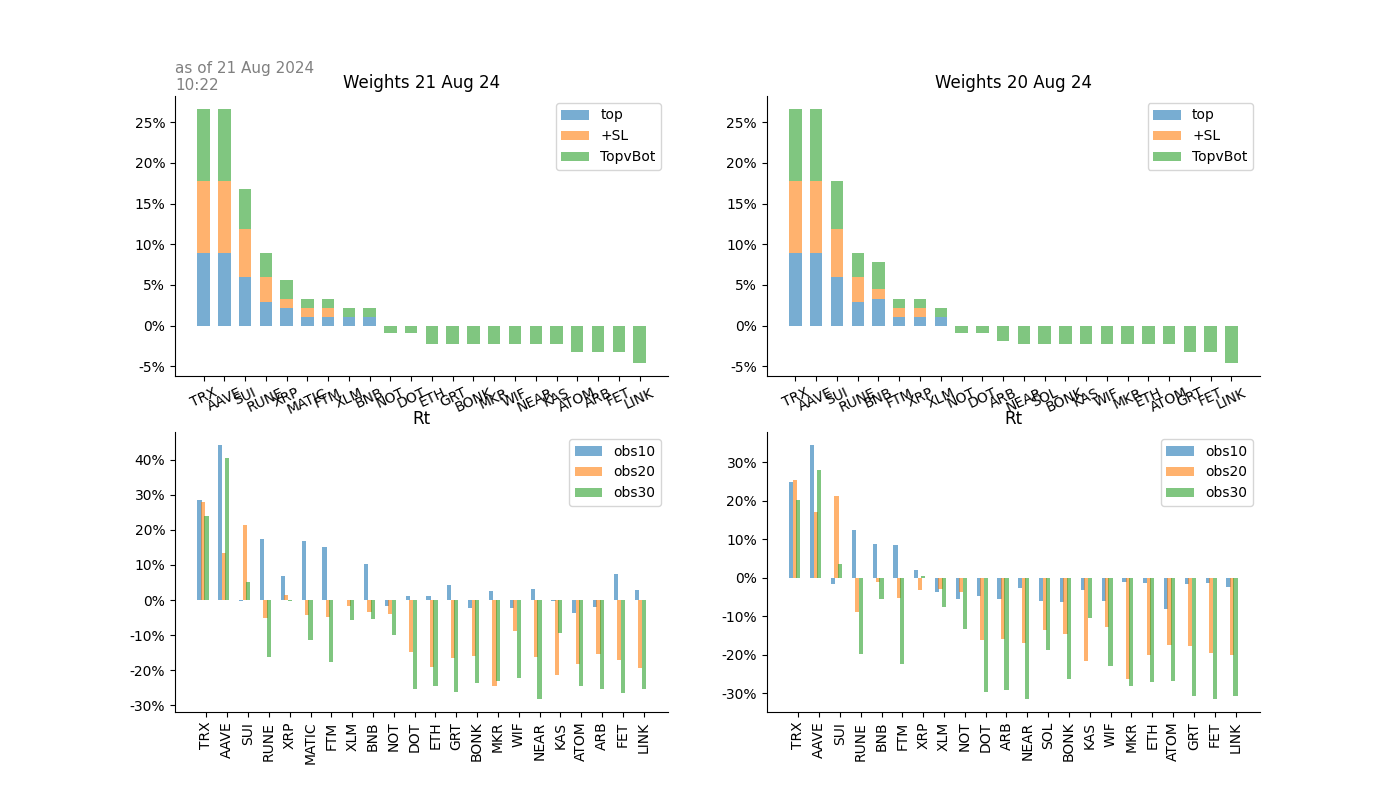 as of 21 Aug 2024
10:22
Weights 21 Aug 24
25%
20%
15%
10%
5%
0%
-5%
top
+SL
TopvBot
TRX AAVE SUI RUNE XRP MATIC FTM XLM BNB NOT DOT ETH GRT BONK MKR WIF NEAR KAS ATOM ARB FET LINK
Weights 20 Aug 24
25%
20%
15%
10%
5%
0%
-5%
top
+SL
TopvBot
TRX AAVE SUI RUNE BNB FTM XRP XLM NOT DOT ARB NEAR SOL BONK KAS WIF MKR ETH ATOM GRT FET LINK
Rt
40%
30%
20%
10%
0%
-10%
-20%
-30%
obs10
obs20
obs30
TRX AAVE SUI RUNE XRP MATIC FTM XLM BNB NOT DOT ETH GRT BONK MKR WIF NEAR KAS ATOM ARB FET LINK
Rt
30%
20%
10%
0%
-10%
-20%
-30%
obs10
obs20
obs30
TRX AAVE SUI RUNE BNB FTM XRP XLM NOT DOT ARB NEAR SOL BONK KAS WIF MKR ETH ATOM GRT FET LINK